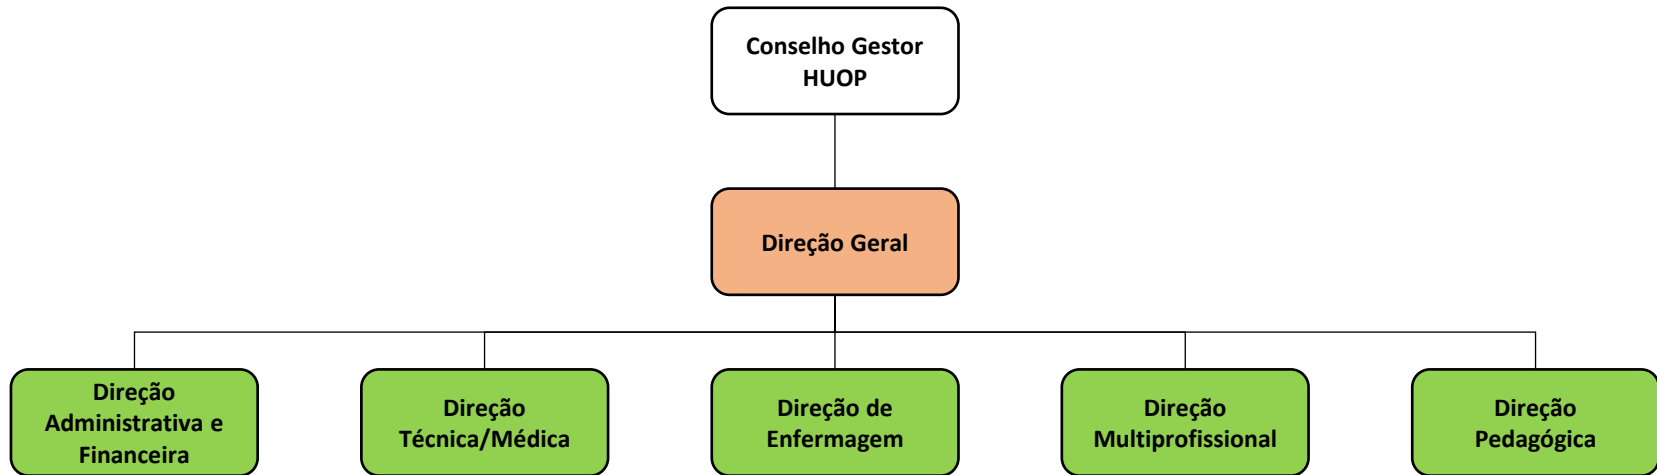 Conselho Gestor
HUOP
Direção Geral
Direção
Administrativa e
Financeira
Direção
Técnica/Médica
Direção de
Enfermagem
Direção
Multiprofissional
Direção
Pedagógica